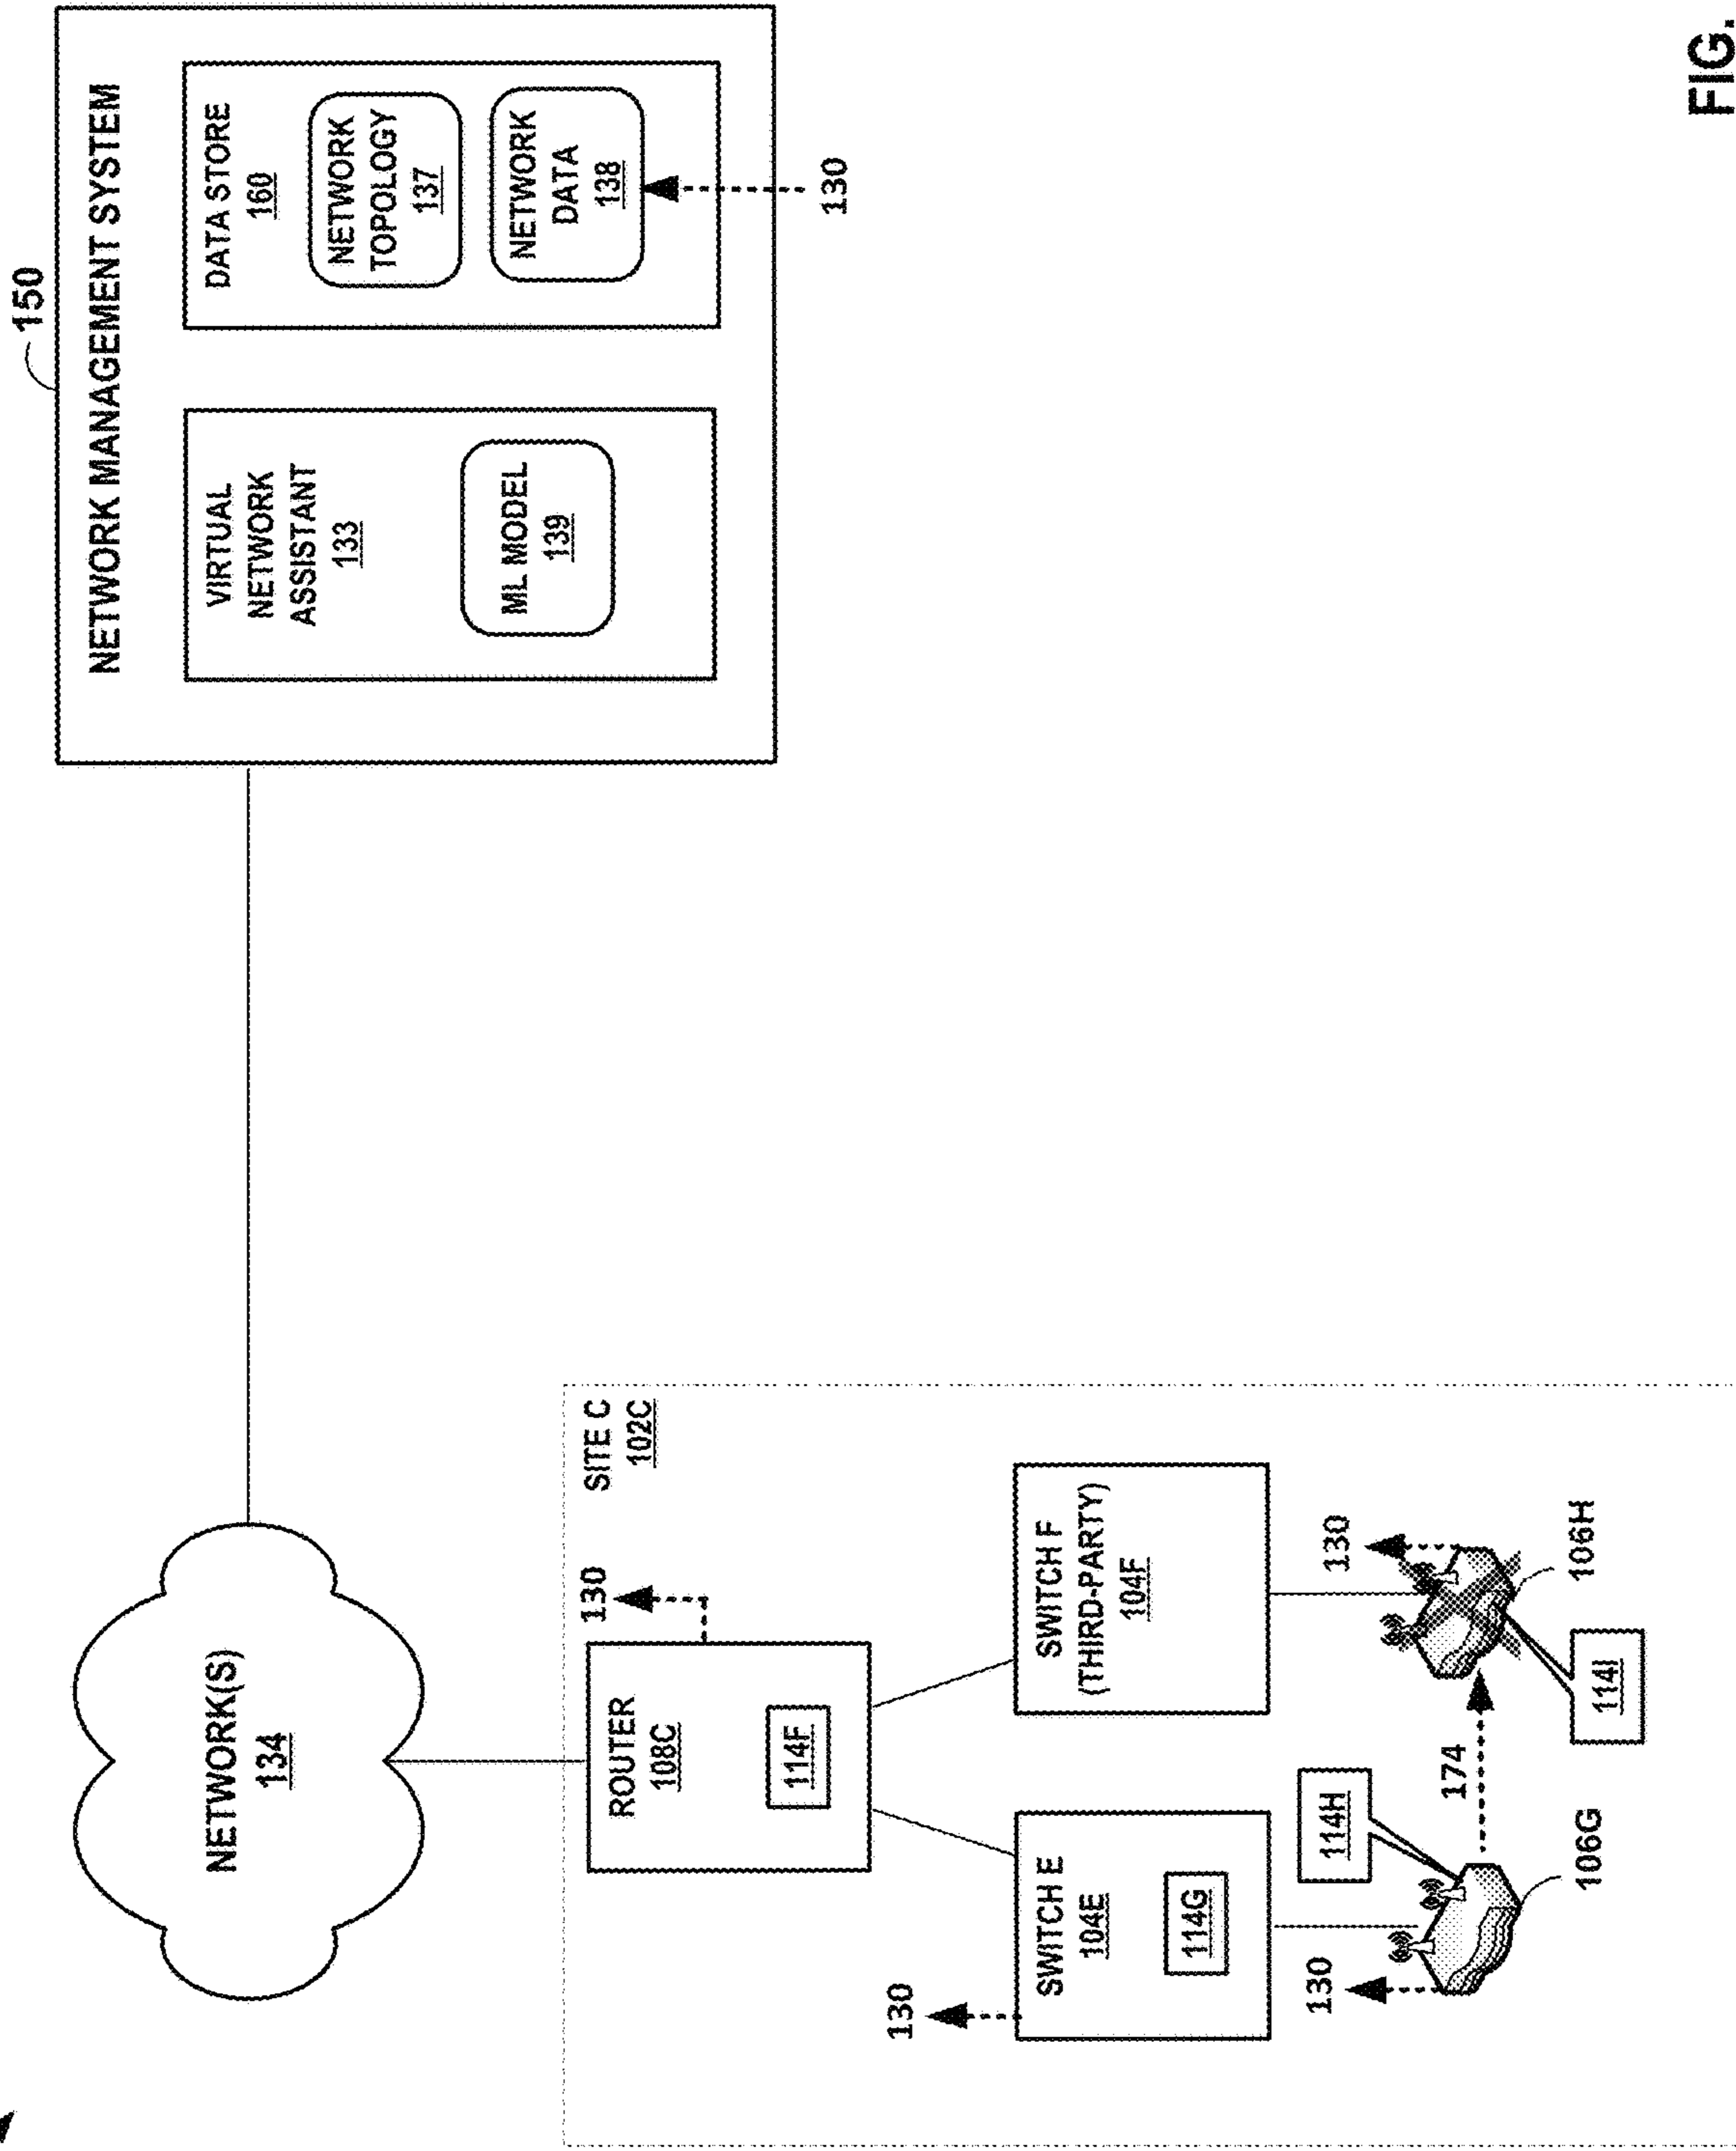 150
NETWORK MANAGEMENT SYSTEM
VIRTUAL
NETWORK
ASSISTANT
133
ML MODEL
139
DATA STORE
160
NETWORK
TOPOLOGY
137
NETWORK
DATA
138
130
NETWORK(S)
134
SITE C
102C
ROUTER
108C
114F
130
130
SWITCH E
104E
114G
SWITCH F
(THIRD-PARTY)
104F
130
114H
130
174
106G
106H
114I
FIG.